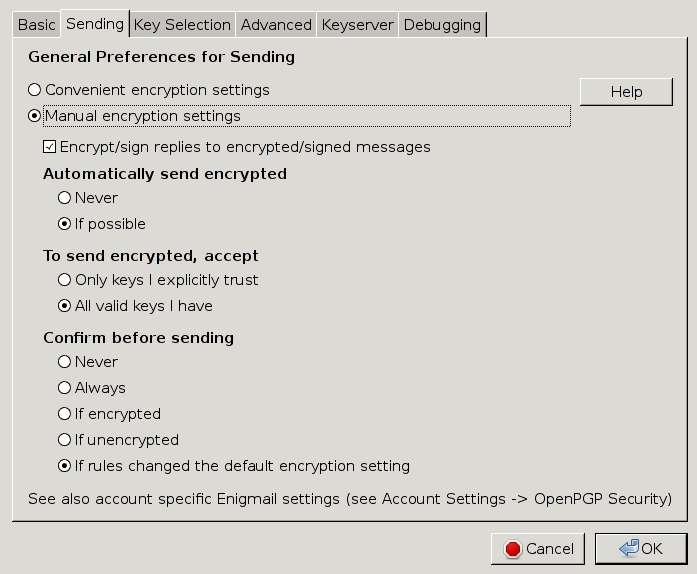 Basic Sending Key Selection Advanced Keyserver Debugging
General Preferences for Sending
Convenient encryption settings
Help
Manual encryption settings
Encrypt/sign replies to encrypted/signed messages
Automatically send encrypted
Never
If possible
To send encrypted, accept
Only keys I explicitly trust
All valid keys I have
Confirm before sending
Never
Always
If encrypted
If unencrypted
If rules changed the default encryption setting
See also account specific Enigmail settings (see Account Settings -> OpenPGP Security)
Cancel OK